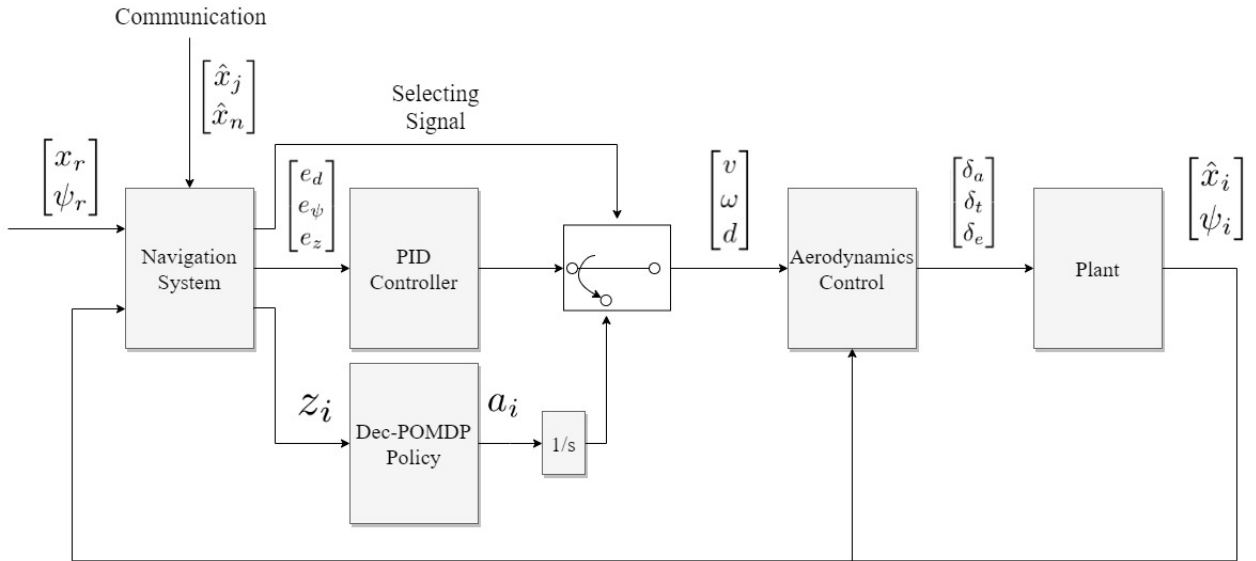 Communication
[x̂_j
x̂_n]
Selecting
Signal
[x_r
ψ_r]
[e_d
e_ψ
e_z]
[v
ω
d]
[δ_a
δ_t
δ_e]
[x̂_i
ψ_i]
Navigation
System
PID
Controller
Aerodynamics
Control
Plant
z_i
Dec-POMDP
Policy
a_i
1/s